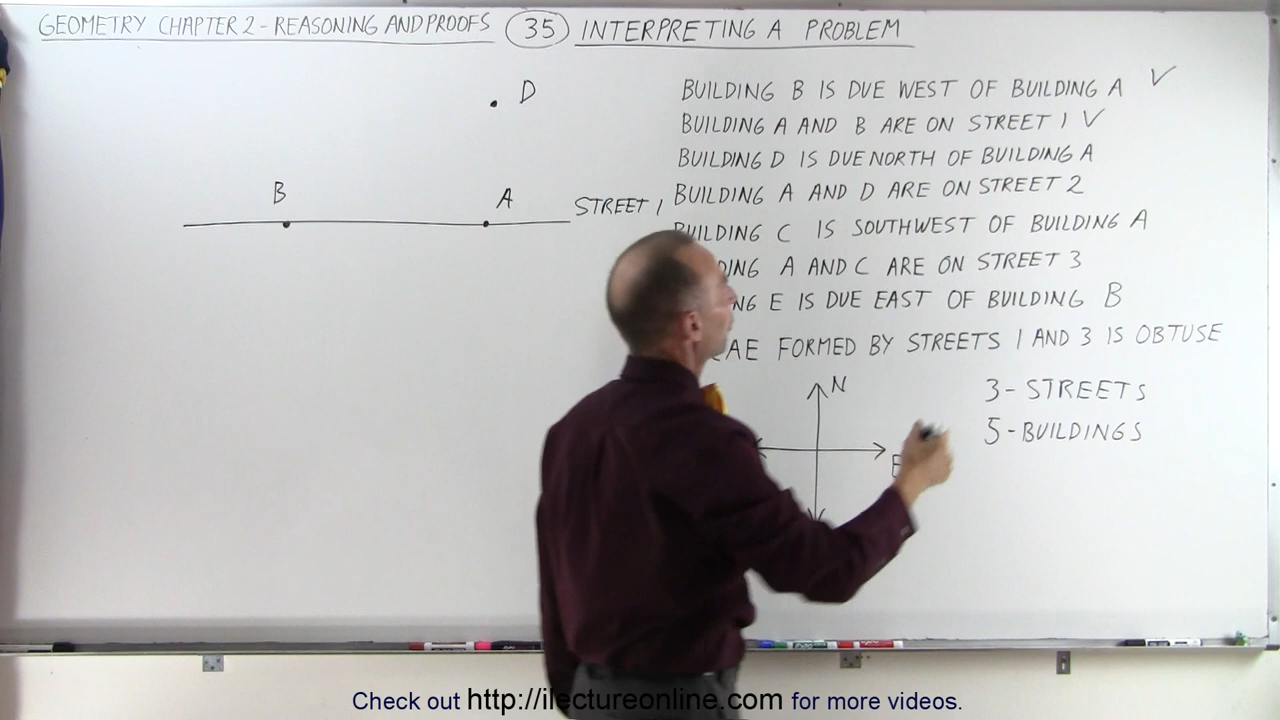 GEOMETRY CHAPTER 2 - REASONING AND PROOFS 35 INTERPRETING A PROBLEM
D
B
A
STREET 1
BUILDING B IS DUE WEST OF BUILDING A ✓
BUILDING A AND B ARE ON STREET 1 ✓
BUILDING D IS DUE NORTH OF BUILDING A
BUILDING A AND D ARE ON STREET 2
BUILDING C IS SOUTHWEST OF BUILDING A
A AND C ARE ON STREET 3
E IS DUE EAST OF BUILDING B
CAE FORMED BY STREETS 1 AND 3 IS OBTUSE
N
E
3 - STREETS
5 - BUILDINGS
Check out http://ilectureonline.com for more videos.